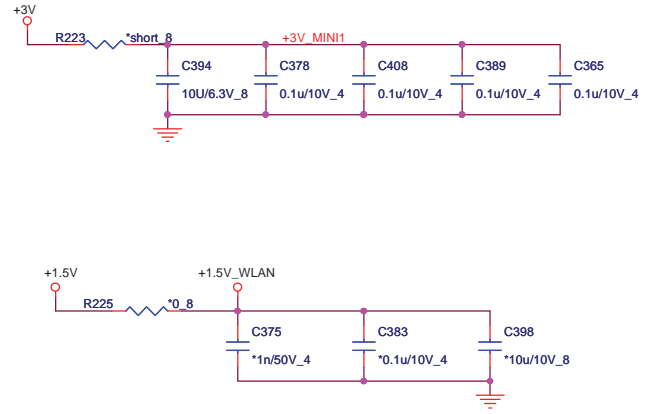 +3V
R223 *short_8 +3V_MINI1
C394 C378 C408 C389 C365
10U/6.3V_8 0.1u/10V_4 0.1u/10V_4 0.1u/10V_4 0.1u/10V_4
+1.5V +1.5V_WLAN
R225 *0_8
C375 C383 C398
*1n/50V_4 *0.1u/10V_4 *10u/10V_8